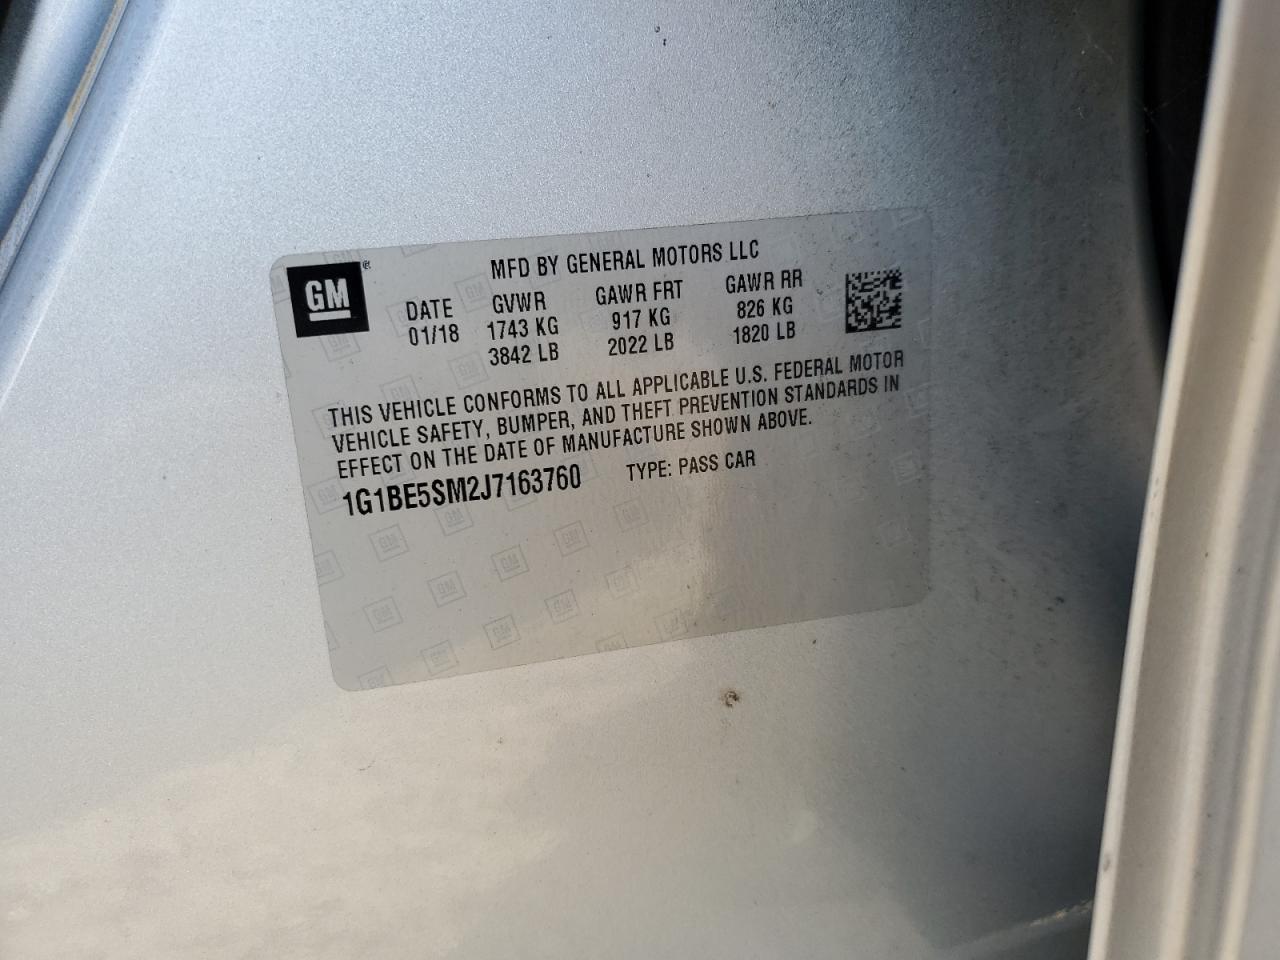 GM
MFD BY GENERAL MOTORS LLC
DATE GVWR GAWR FRT GAWR RR
01/18 1743 KG 917 KG 826 KG
3842 LB 2022 LB 1820 LB
THIS VEHICLE CONFORMS TO ALL APPLICABLE U.S. FEDERAL MOTOR
VEHICLE SAFETY, BUMPER, AND THEFT PREVENTION STANDARDS IN
EFFECT ON THE DATE OF MANUFACTURE SHOWN ABOVE.
1G1BE5SM2J7163760 TYPE: PASS CAR